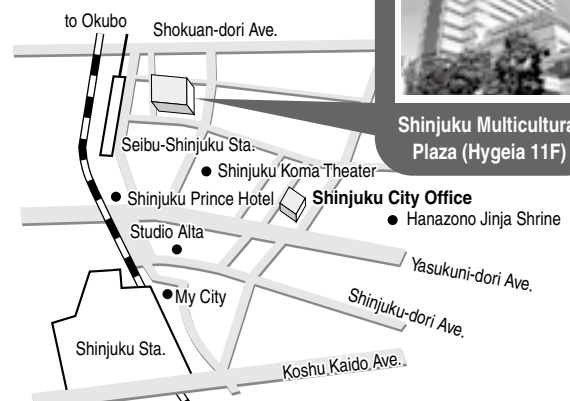 to Okubo
Shokuan-dori Ave.
Shinjuku Multicultura
Plaza (Hygeia 11F)
Seibu-Shinjuku Sta.
Shinjuku Koma Theater
Shinjuku Prince Hotel
Shinjuku City Office
Hanazono Jinja Shrine
Studio Alta
Yasukuni-dori Ave.
My City
Shinjuku-dori Ave.
Shinjuku Sta.
Koshu Kaido Ave.